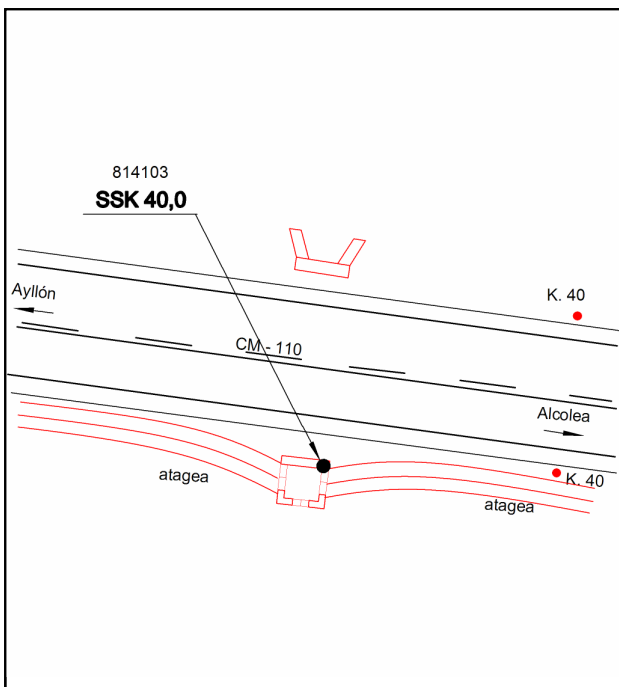 814103
SSK 40,0
Ayllón
K. 40
CM - 110
Alcolea
atagea
K. 40
atagea